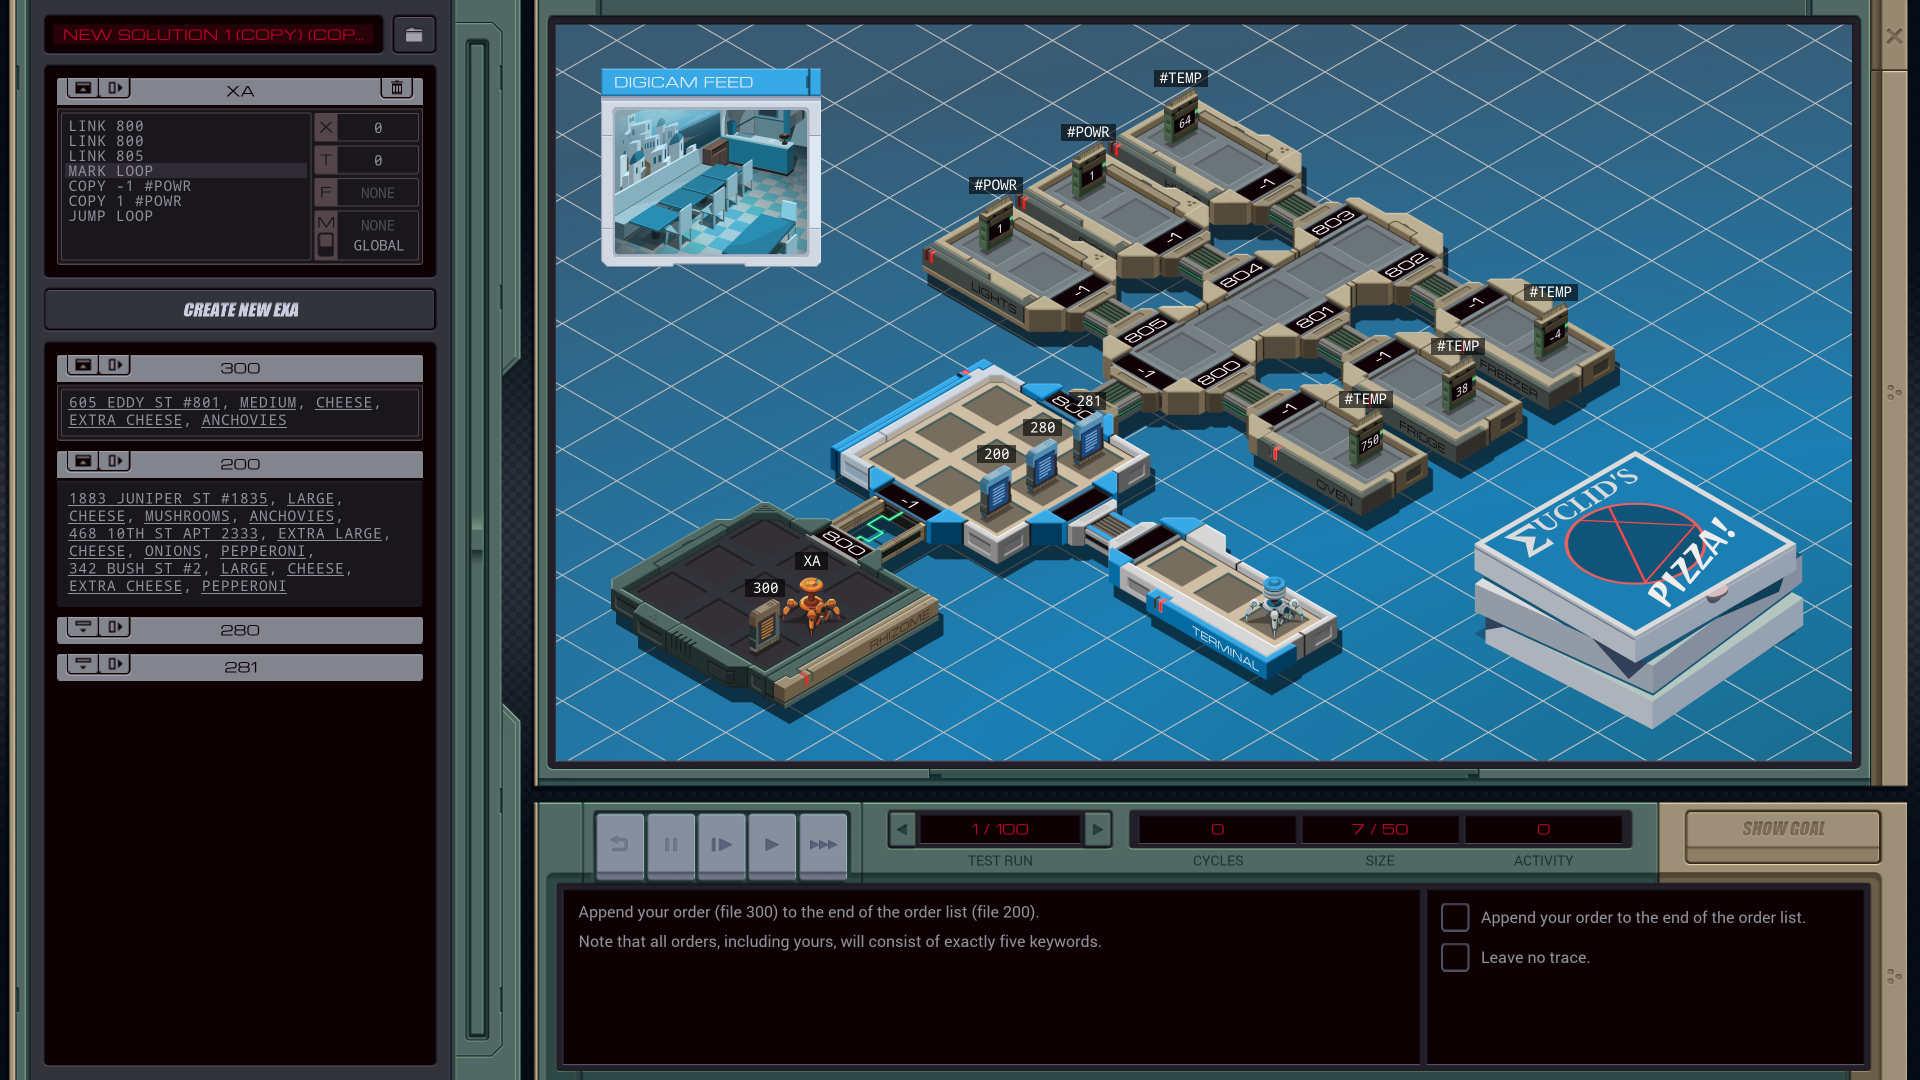 NEW SOLUTION 1 (COPY) (COP...
XA
LINK 800
LINK 800
LINK 805
MARK LOOP
COPY -1 #POWR
COPY 1 #POWR
JUMP LOOP
X 0
T 0
F NONE
M NONE
GLOBAL
CREATE NEW EXA
300
605 EDDY ST #801, MEDIUM, CHEESE,
EXTRA CHEESE, ANCHOVIES
200
1883 JUNIPER ST #1835, LARGE,
CHEESE, MUSHROOMS, ANCHOVIES,
468 10TH ST APT 2333, EXTRA LARGE,
CHEESE, ONIONS, PEPPERONI,
342 BUSH ST #2, LARGE, CHEESE,
EXTRA CHEESE, PEPPERONI
280
281
DIGICAM FEED
#TEMP
64
#POWR
1
-1
#POWR
1
-1
803
LIGHTS
-1
804
802
-1
#TEMP
-4
FREEZER
805
801
-1
#TEMP
38
FRIDGE
-1
800
-1
#TEMP
750
OVEN
800
281
280
200
-1
800
XA
300
RHIZOME
TERMINAL
ΣUCLID'S
PIZZA!
1 / 100
TEST RUN
0
CYCLES
7 / 50
SIZE
0
ACTIVITY
SHOW GOAL
Append your order (file 300) to the end of the order list (file 200).
Note that all orders, including yours, will consist of exactly five keywords.
Append your order to the end of the order list.
Leave no trace.